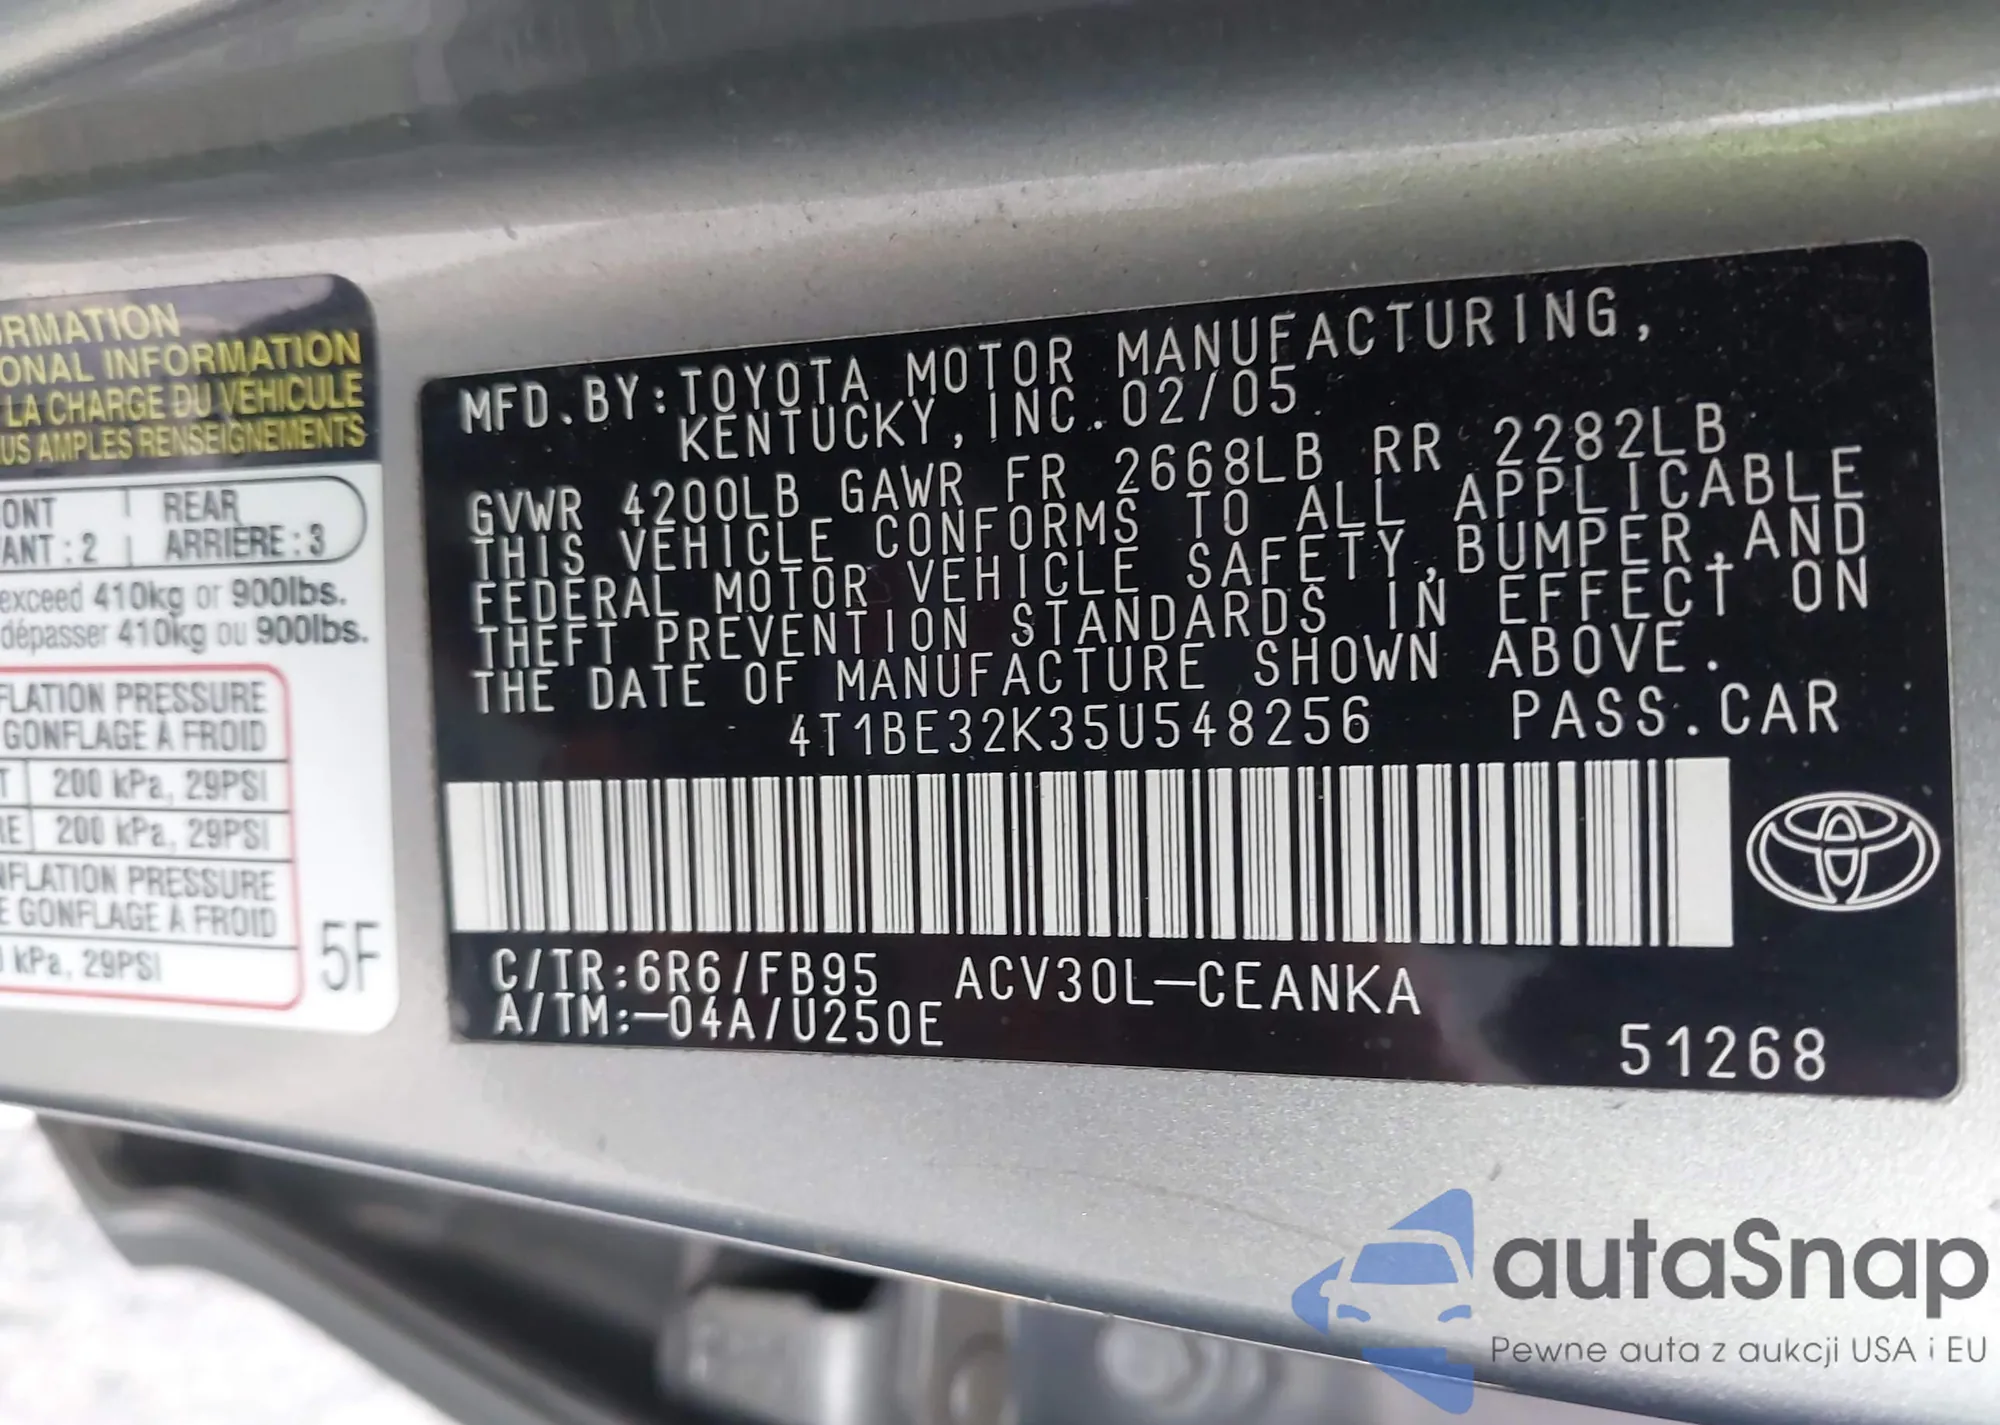 ORMATION
ONAL INFORMATION
LA CHARGE DU VÉHICULE
US AMPLES RENSEIGNEMENTS
ONT REAR
ANT : 2 ARRIÈRE : 3
exceed 410kg or 900lbs.
dépasser 410kg ou 900lbs.
FLATION PRESSURE
GONFLAGE À FROID
T 200 kPa, 29PSI
RE 200 kPa, 29PSI
NFLATION PRESSURE
E GONFLAGE À FROID
0 kPa, 29PSI
5F
MFD.BY:TOYOTA MOTOR MANUFACTURING,
KENTUCKY,INC.02/05
GVWR 4200LB GAWR FR 2668LB RR 2282LB
THIS VEHICLE CONFORMS TO ALL APPLICABLE
FEDERAL MOTOR VEHICLE SAFETY,BUMPER,AND
THEFT PREVENTION STANDARDS IN EFFECT ON
THE DATE OF MANUFACTURE SHOWN ABOVE.
4T1BE32K35U548256 PASS.CAR
C/TR:6R6/FB95 ACV30L-CEANKA
A/TM:-04A/U250E
51268
autaSnap
Pewne auta z aukcji USA i EU